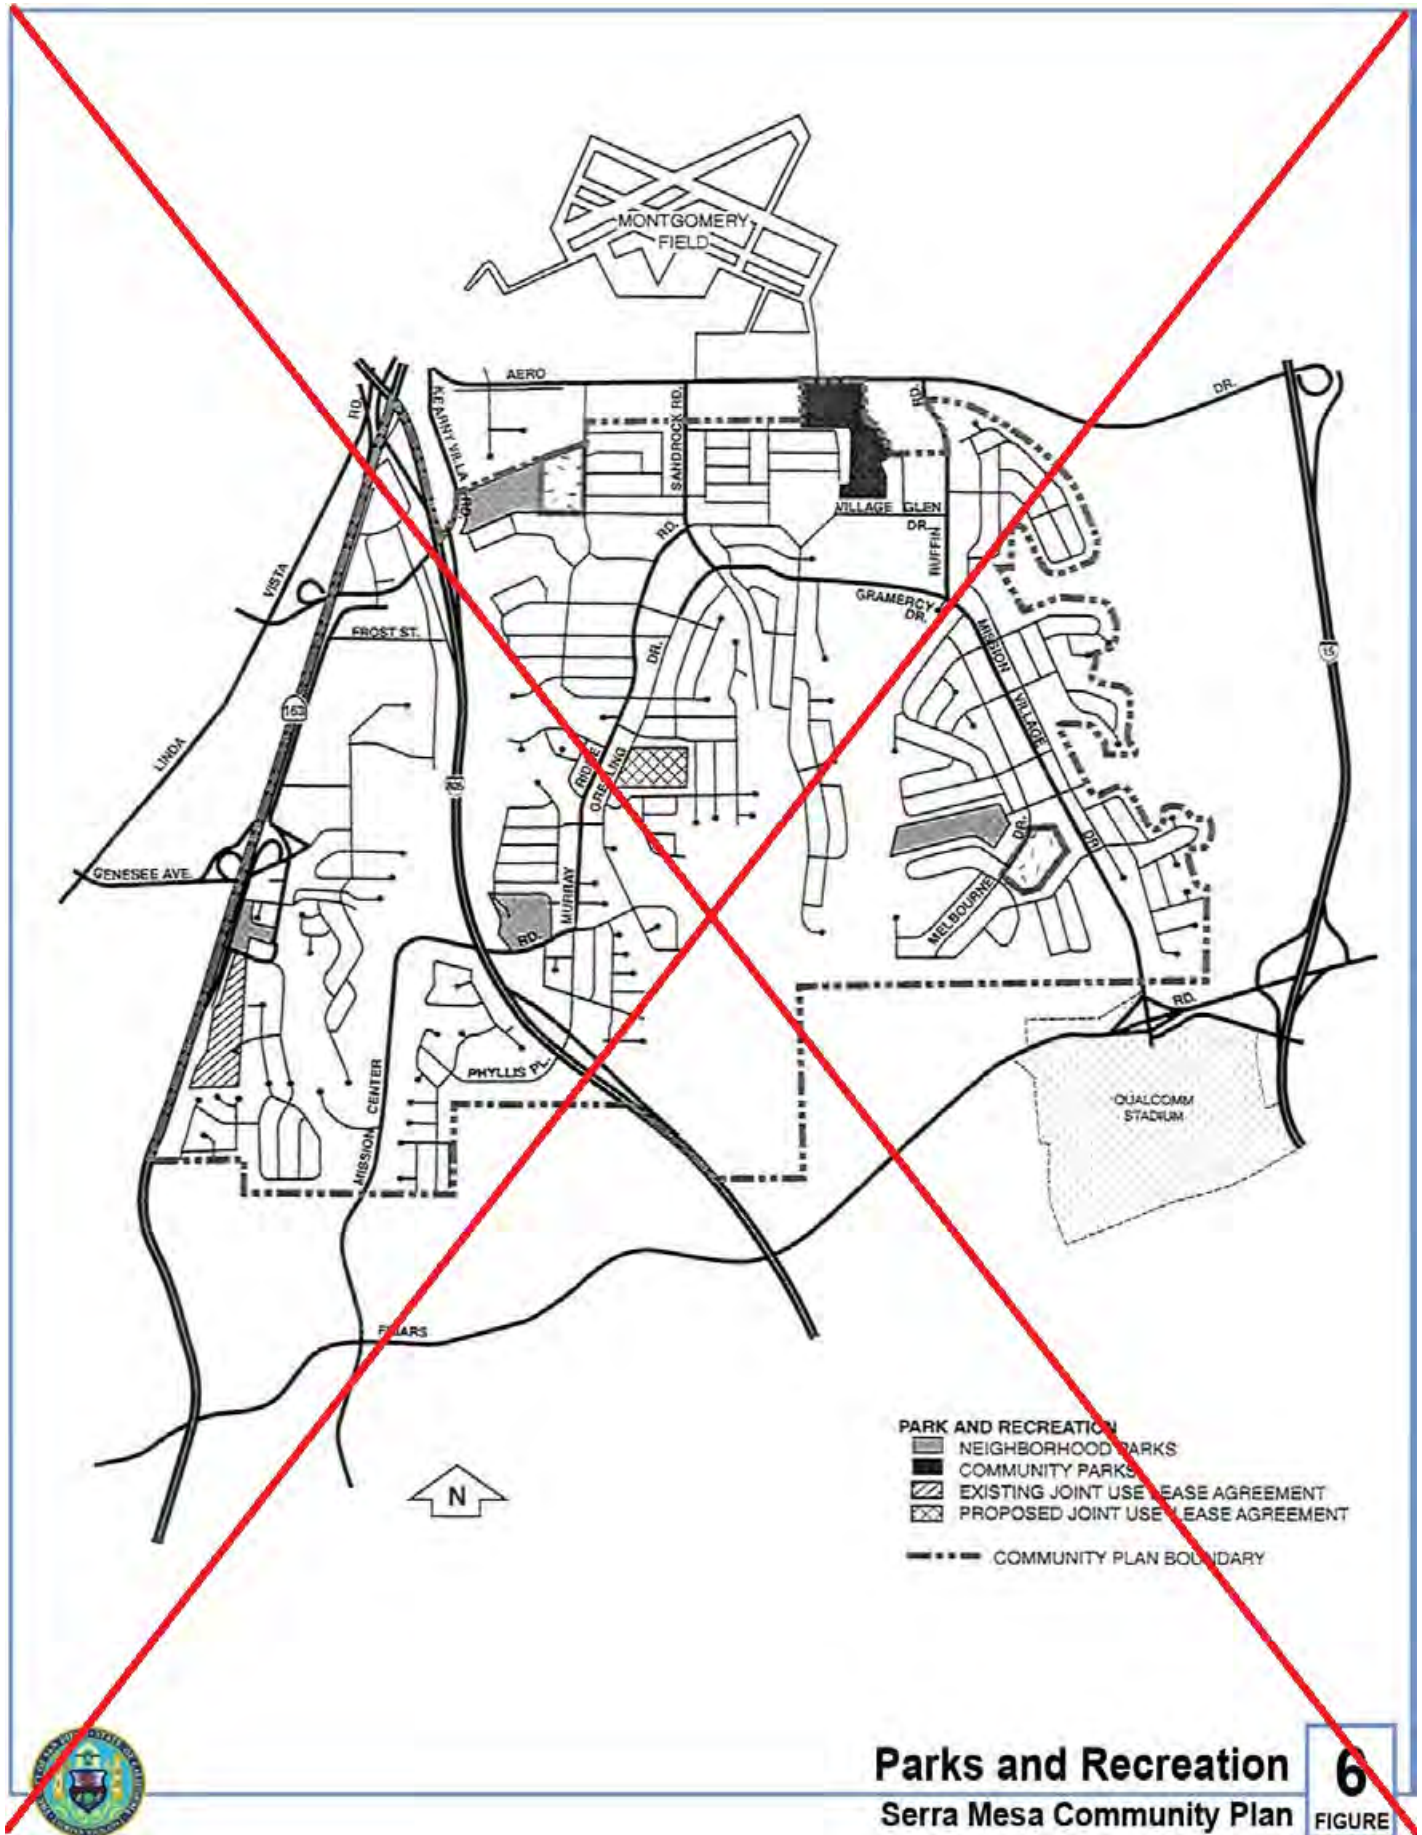 MONTGOMERY
FIELD
AERO
DR.
RD.
KEARNY VILLA
RD.
SANDROCK RD.
RD.
VILLAGE GLEN
DR.
RUFFIN
RD.
VISTA
GRAMERCY
DR.
FROST ST.
MISSION
DR.
15
163
VILLAGE
LINDA
RIDGE
GREYLING
805
DR.
DR.
GENESEE AVE.
MURRAY
MELBOURNE
RD.
RD.
CENTER
PHYLLIS PL.
QUALCOMM
STADIUM
MISSION
FRIARS
PARK AND RECREATION
NEIGHBORHOOD PARKS
COMMUNITY PARKS
EXISTING JOINT USE LEASE AGREEMENT
PROPOSED JOINT USE LEASE AGREEMENT
COMMUNITY PLAN BOUNDARY
N
Parks and Recreation
Serra Mesa Community Plan
6
FIGURE